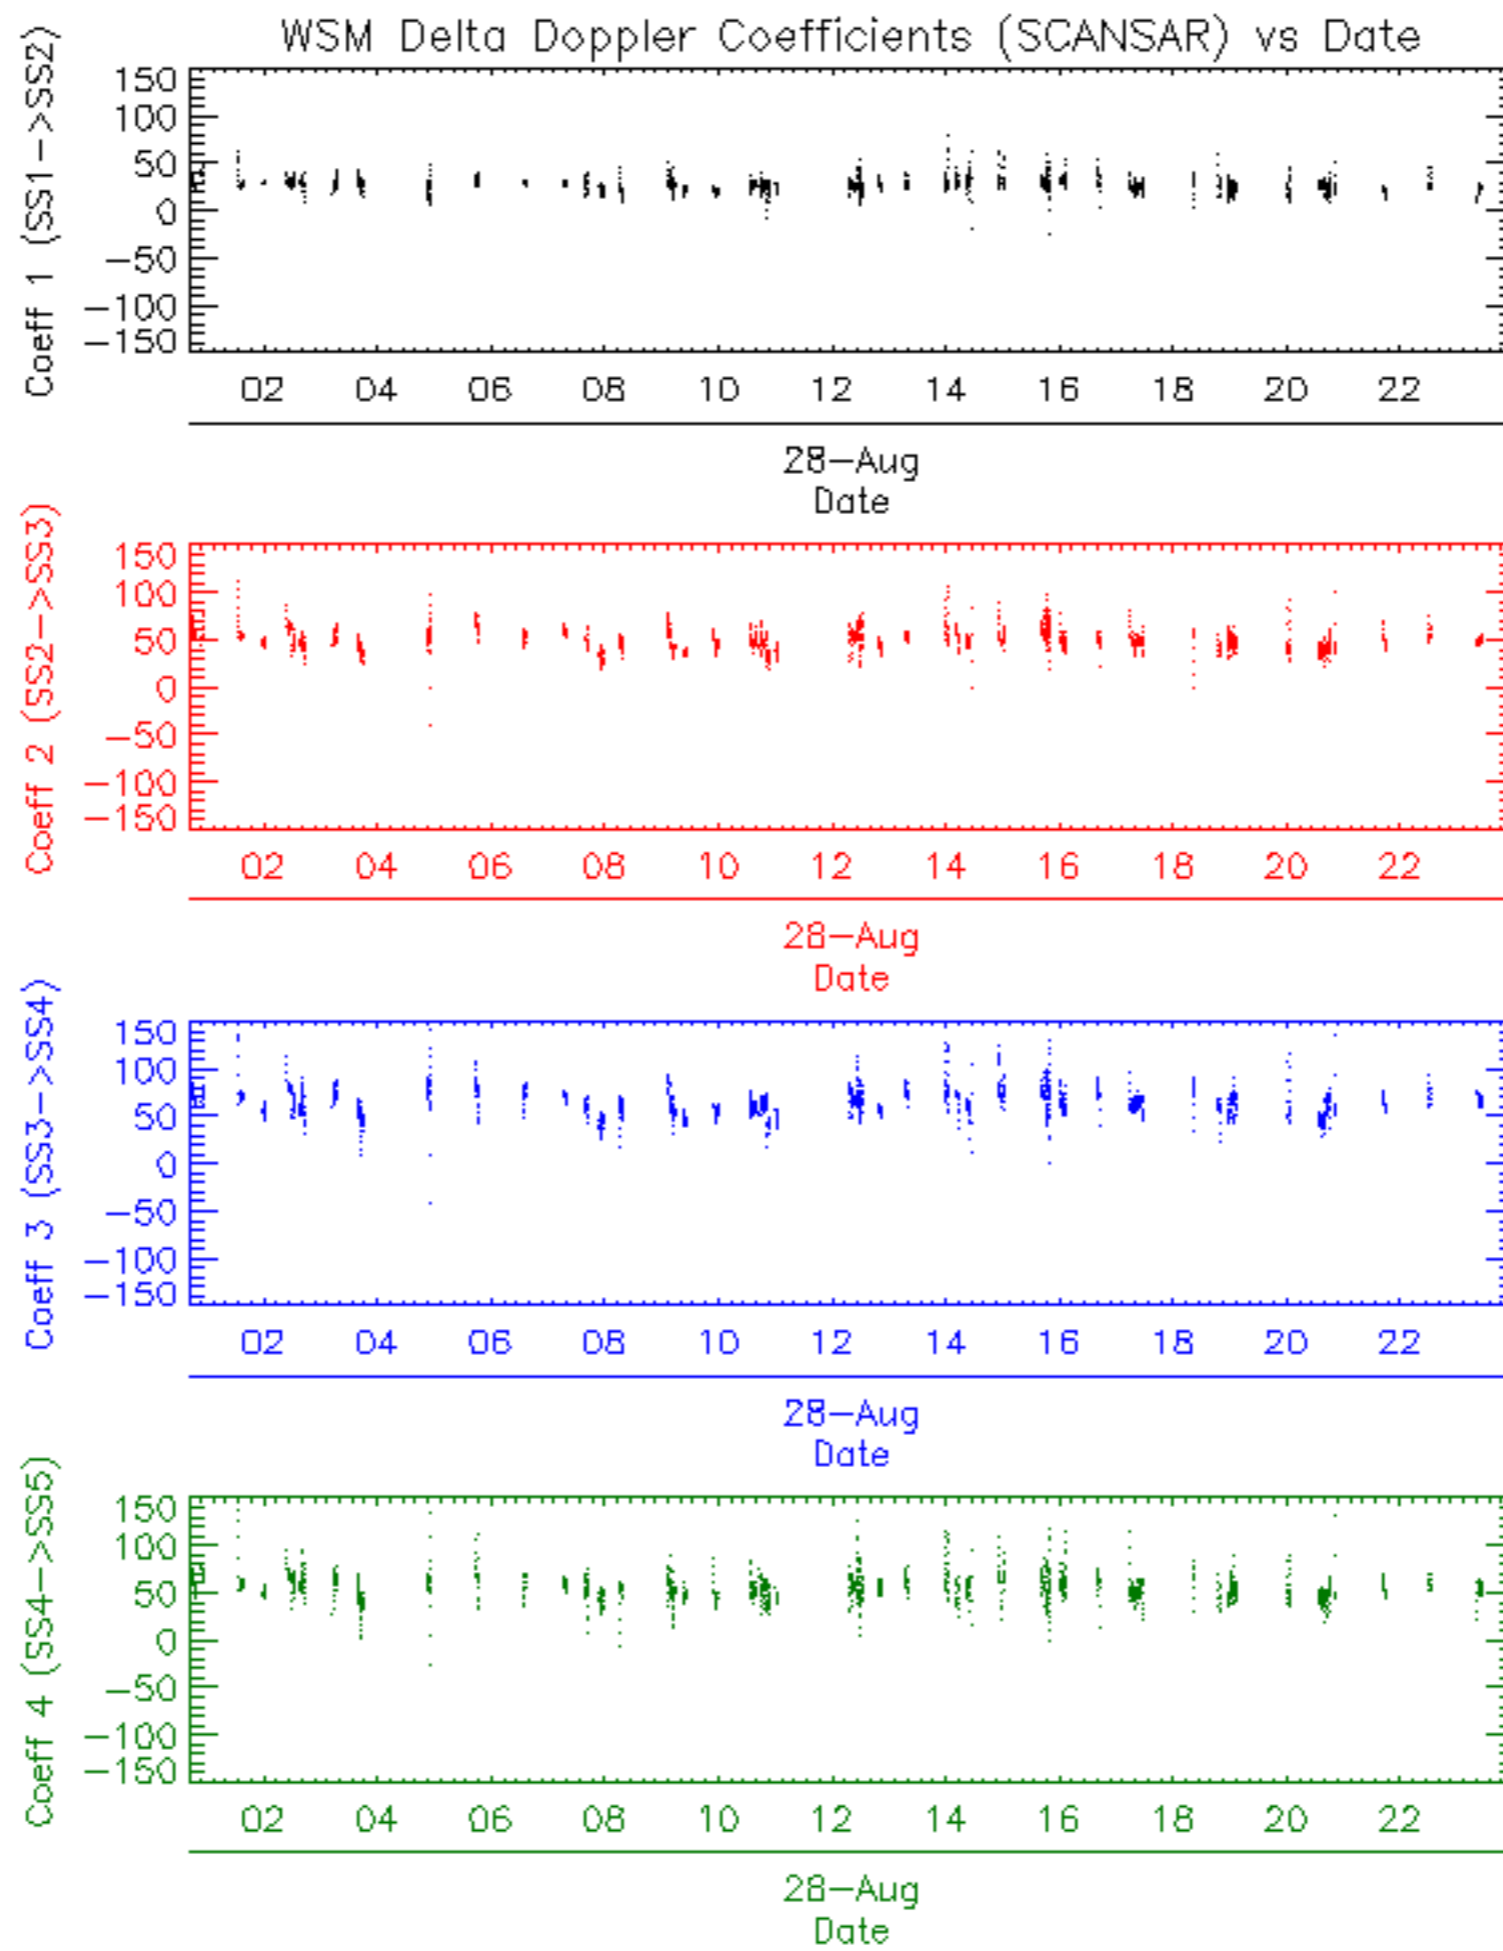 WSM Delta Doppler Coefficients (SCANSAR) vs Date
Coeff 1 (SS1->SS2)
150
100
50
0
-50
-100
-150
02 04 06 08 10 12 14 16 18 20 22
28-Aug
Date
Coeff 2 (SS2->SS3)
150
100
50
0
-50
-100
-150
02 04 06 08 10 12 14 16 18 20 22
28-Aug
Date
Coeff 3 (SS3->SS4)
150
100
50
0
-50
-100
-150
02 04 06 08 10 12 14 16 18 20 22
28-Aug
Date
Coeff 4 (SS4->SS5)
150
100
50
0
-50
-100
-150
02 04 06 08 10 12 14 16 18 20 22
28-Aug
Date